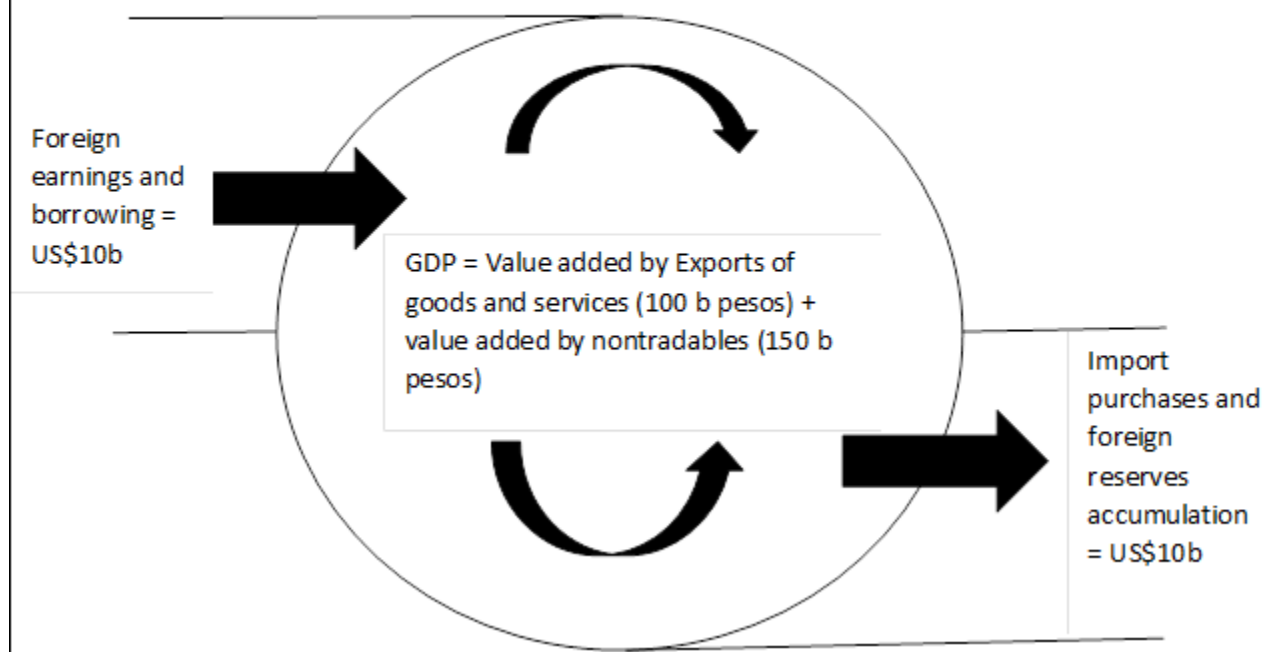 Foreign
earnings and
borrowing =
US$10b
GDP = Value added by Exports of
goods and services (100 b pesos) +
value added by nontradables (150 b
pesos)
Import
purchases and
foreign
reserves
accumulation
= US$10b